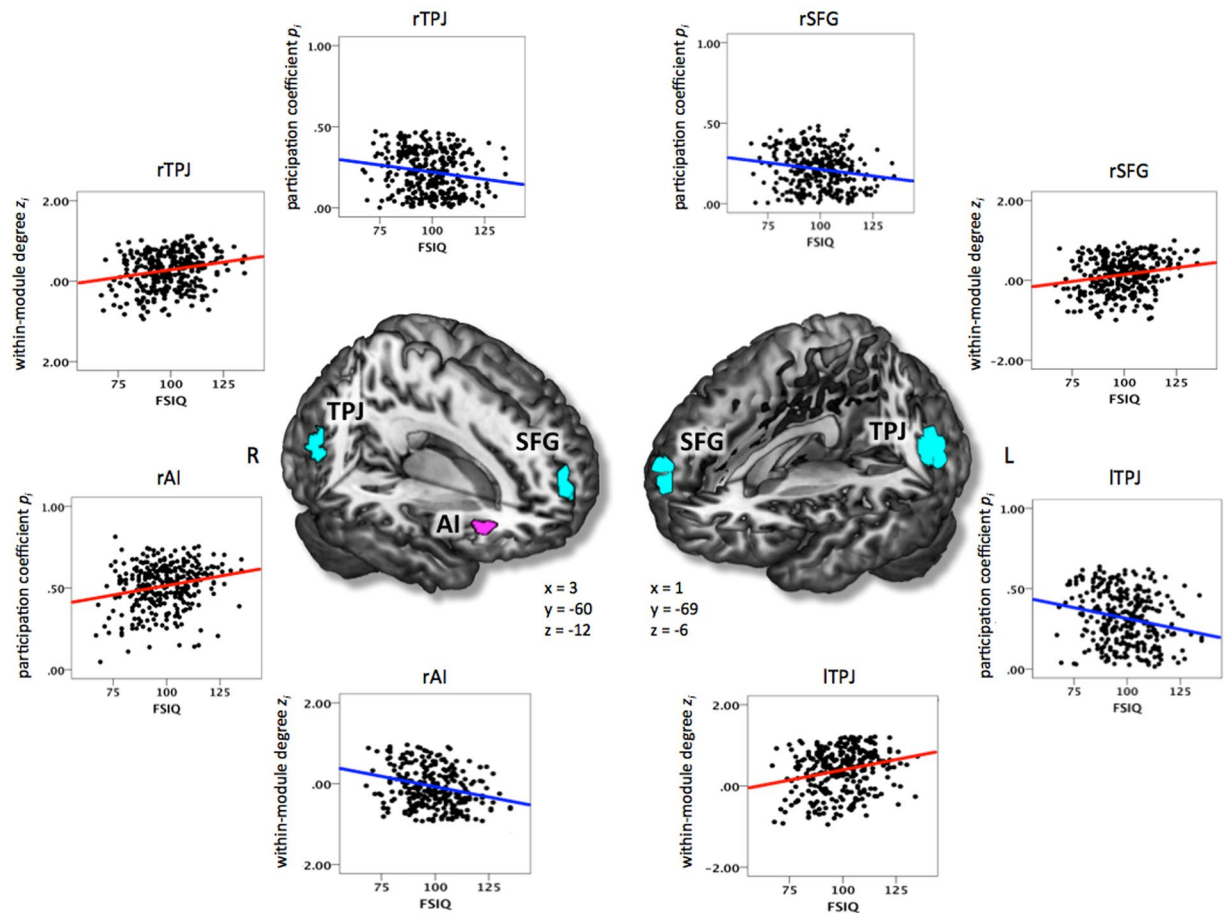 rTPJ
participation coefficient pi
1.00
.50
.00
75 100 125
FSIQ
rSFG
participation coefficient pi
1.00
.50
.00
75 100 125
FSIQ
rTPJ
within-module degree zi
2.00
.00
2.00
75 100 125
FSIQ
rSFG
within-module degree zi
2.00
.00
-2.00
75 100 125
FSIQ
TPJ
SFG
AI
R
x = 3
y = -60
z = -12
SFG
TPJ
L
x = 1
y = -69
z = -6
rAI
participation coefficient pi
1.00
.50
.00
75 100 125
FSIQ
lTPJ
participation coefficient pi
1.00
.50
.00
75 100 125
FSIQ
rAI
within-module degree zi
2.00
.00
2.00
75 100 125
FSIQ
lTPJ
within-module degree zi
2.00
.00
-2.00
75 100 125
FSIQ